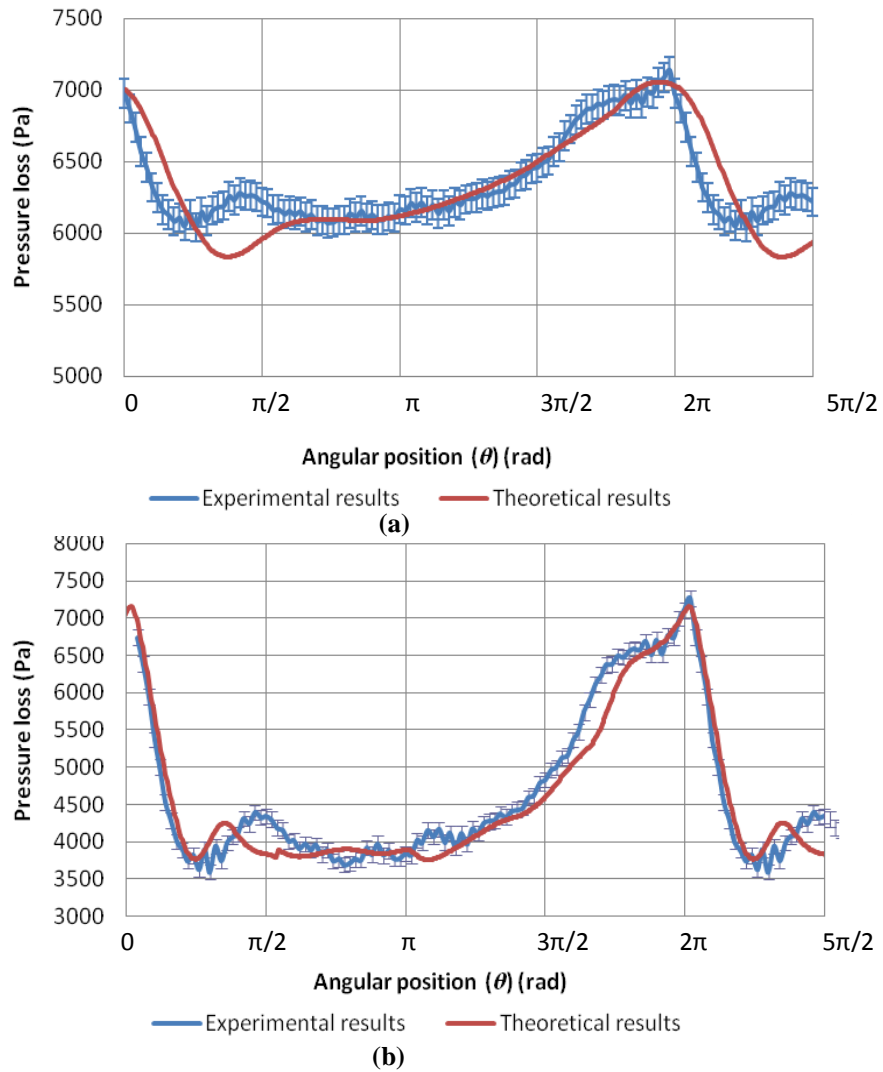 7500
7000
6500
6000
5500
5000
Pressure loss (Pa)
0 π/2 π 3π/2 2π 5π/2
Angular position (θ) (rad)
Experimental results Theoretical results
(a)
8000
7500
7000
6500
6000
5500
5000
4500
4000
3500
3000
Pressure loss (Pa)
0 π/2 π 3π/2 2π 5π/2
Angular position (θ) (rad)
Experimental results Theoretical results
(b)